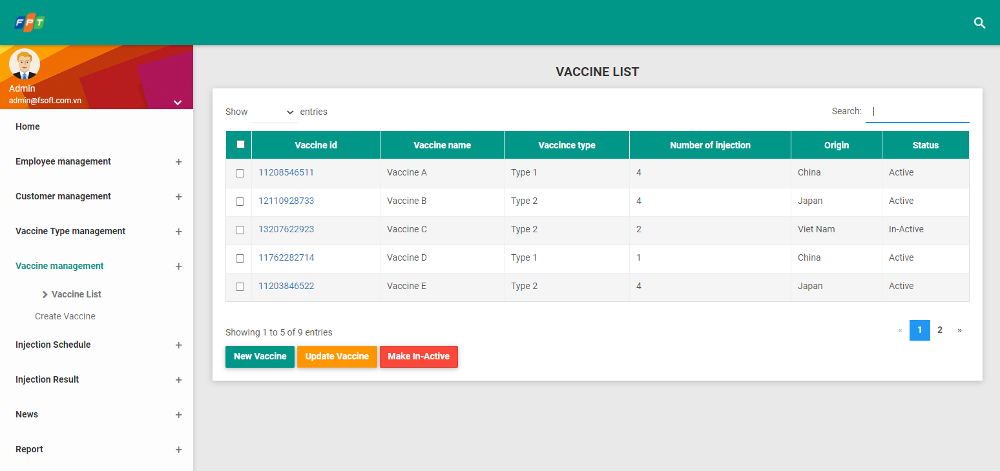 FPT
Admin
admin@fsoft.com.vn
Home
Employee management +
Customer management +
Vaccine Type management +
Vaccine management +
Vaccine List
Create Vaccine
Injection Schedule +
Injection Result +
News +
Report +
VACCINE LIST
Show entries Search:
Vaccine id Vaccine name Vaccince type Number of injection Origin Status
11208546511 Vaccine A Type 1 4 China Active
12110928733 Vaccine B Type 2 4 Japan Active
13207622923 Vaccine C Type 2 2 Viet Nam In-Active
11762282714 Vaccine D Type 1 1 China Active
11203846522 Vaccine E Type 2 4 Japan Active
Showing 1 to 5 of 9 entries « 1 2 »
New Vaccine Update Vaccine Make In-Active